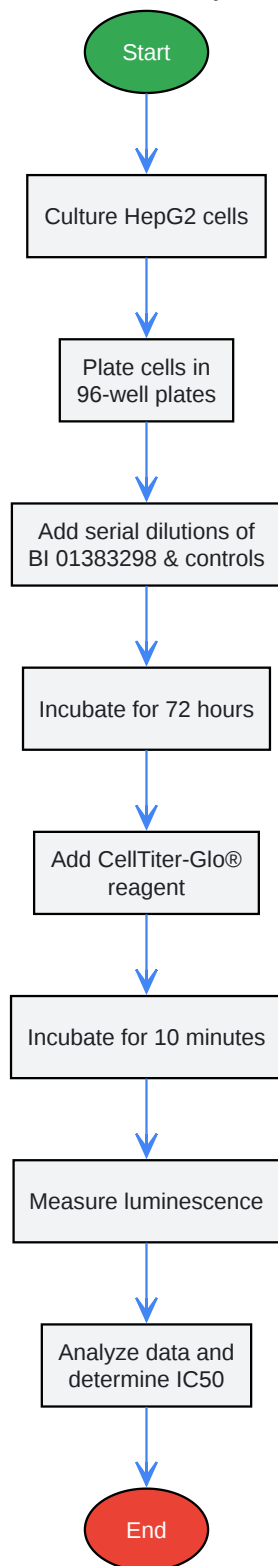 Start
Culture HepG2 cells
Plate cells in
96-well plates
Add serial dilutions of
BI 01383298 & controls
Incubate for 72 hours
Add CellTiter-Glo®
reagent
Incubate for 10 minutes
Measure luminescence
Analyze data and
determine IC50
End